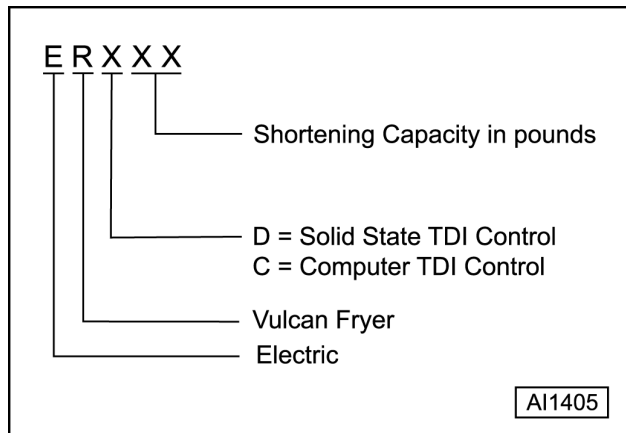 E R X X X
Shortening Capacity in pounds
D = Solid State TDI Control
C = Computer TDI Control
Vulcan Fryer
Electric
AI1405